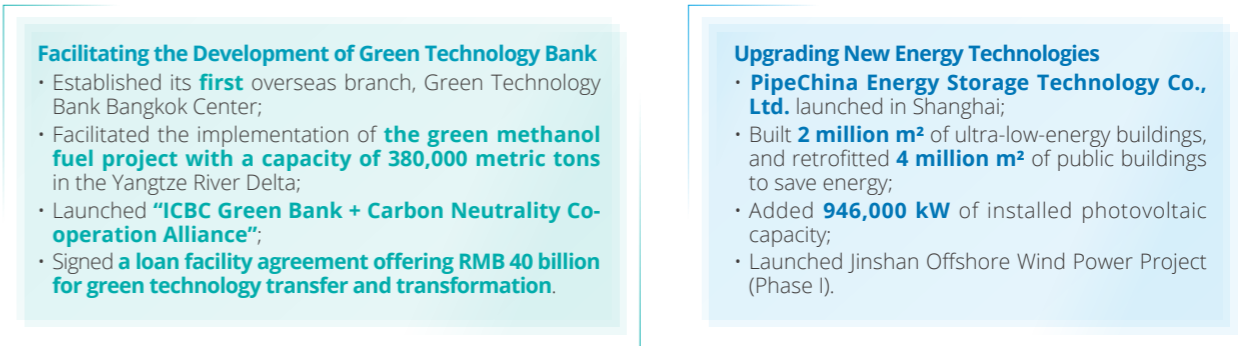 Facilitating the Development of Green Technology Bank
· Established its first overseas branch, Green Technology
Bank Bangkok Center;
· Facilitated the implementation of the green methanol
fuel project with a capacity of 380,000 metric tons
in the Yangtze River Delta;
· Launched “ICBC Green Bank + Carbon Neutrality Co-
operation Alliance”;
· Signed a loan facility agreement offering RMB 40 billion
for green technology transfer and transformation.
Upgrading New Energy Technologies
· PipeChina Energy Storage Technology Co.,
Ltd. launched in Shanghai;
· Built 2 million m² of ultra-low-energy buildings,
and retrofitted 4 million m² of public buildings
to save energy;
· Added 946,000 kW of installed photovoltaic
capacity;
· Launched Jinshan Offshore Wind Power Project
(Phase I).